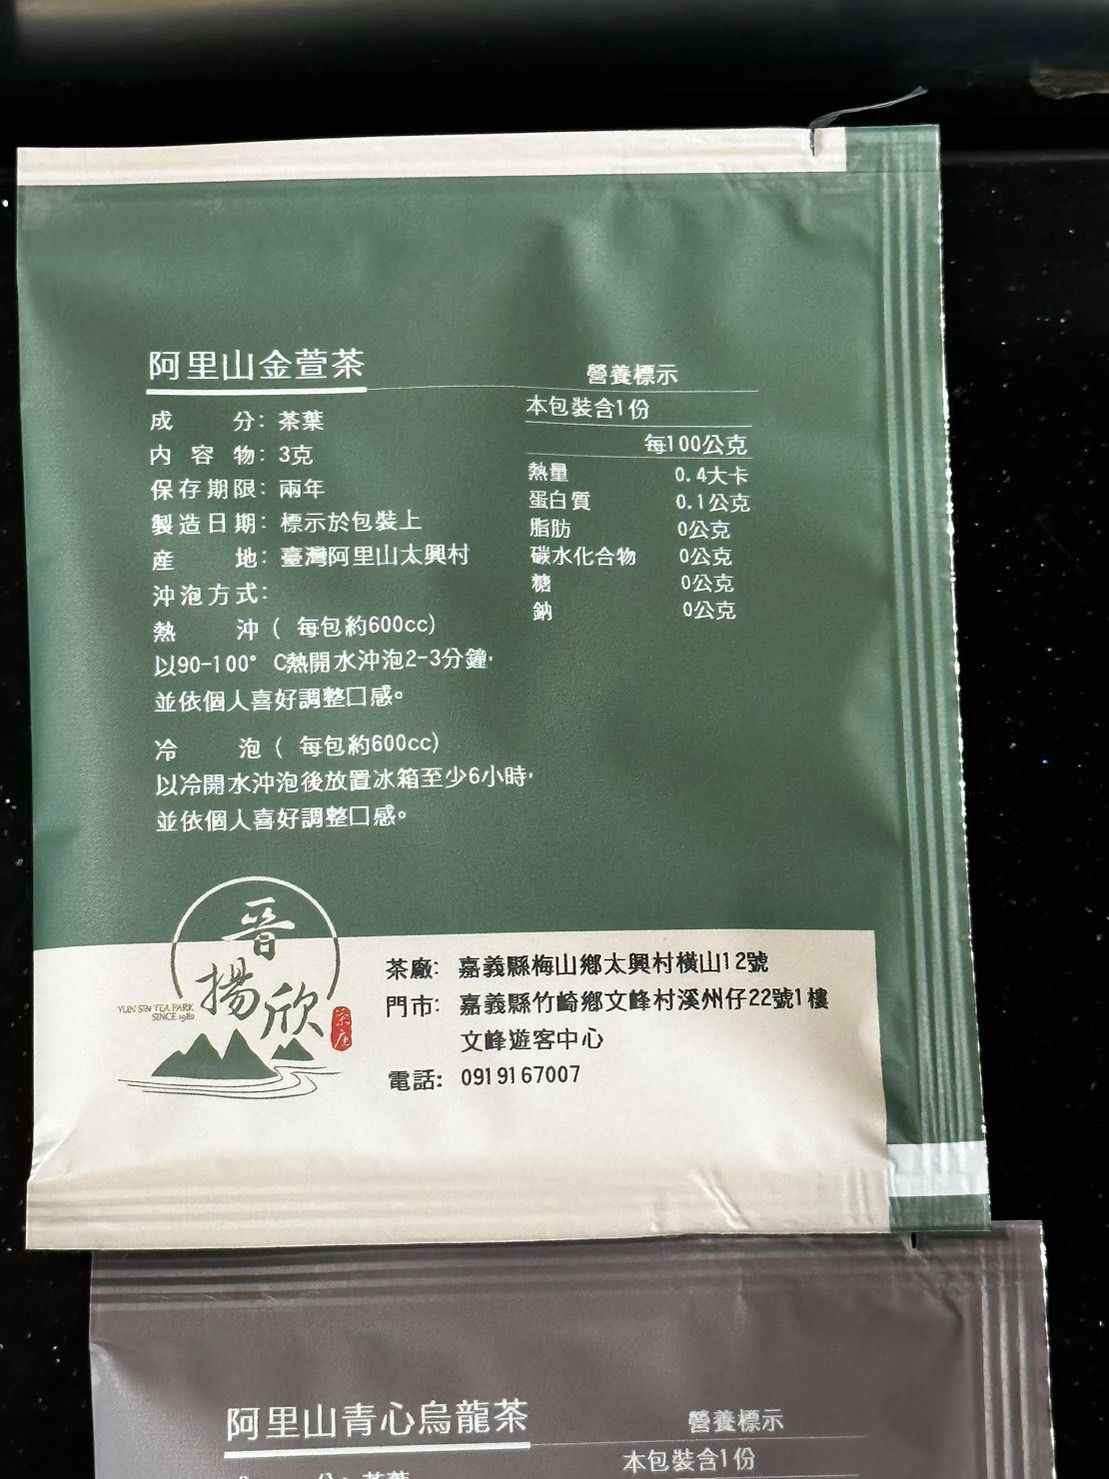 阿里山金萱茶
成分：茶葉
內容物：3克
保存期限：兩年
製造日期：標示於包裝上
產地：臺灣阿里山太興村
沖泡方式：
熱沖（每包約600cc）
以90-100°C熱開水沖泡2-3分鐘，
並依個人喜好調整口感。
冷泡（每包約600cc）
以冷開水沖泡後放置冰箱至少6小時，
並依個人喜好調整口感。
營養標示
本包裝含1份
每100公克
熱量 0.4大卡
蛋白質 0.1公克
脂肪 0公克
碳水化合物 0公克
糖 0公克
鈉 0公克
晉
揚
欣
茶庄
YUN SIN TEA PARK
SINCE 1980
茶廠：嘉義縣梅山鄉太興村橫山12號
門市：嘉義縣竹崎鄉文峰村溪州仔22號1樓
文峰遊客中心
電話：0919167007
阿里山青心烏龍茶
營養標示
本包裝含1份